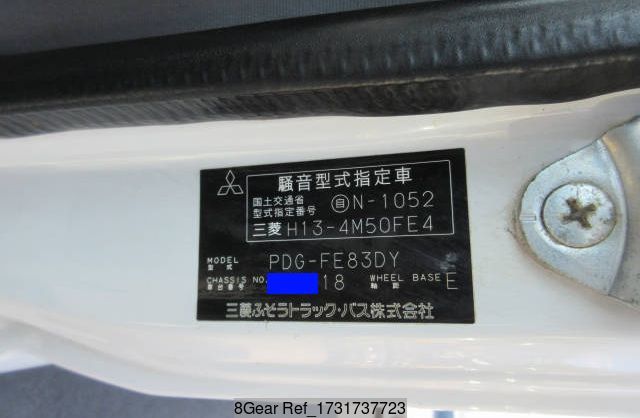 騒音型式指定車
国土交通省
型式指定番号 自N-1052
三菱 H13-4M50FE4
MODEL
型式 PDG-FE83DY
CHASSIS NO. 18 WHEEL BASE E
車台番号 軸距
三菱ふそうトラック・バス株式会社
8Gear Ref_1731737723